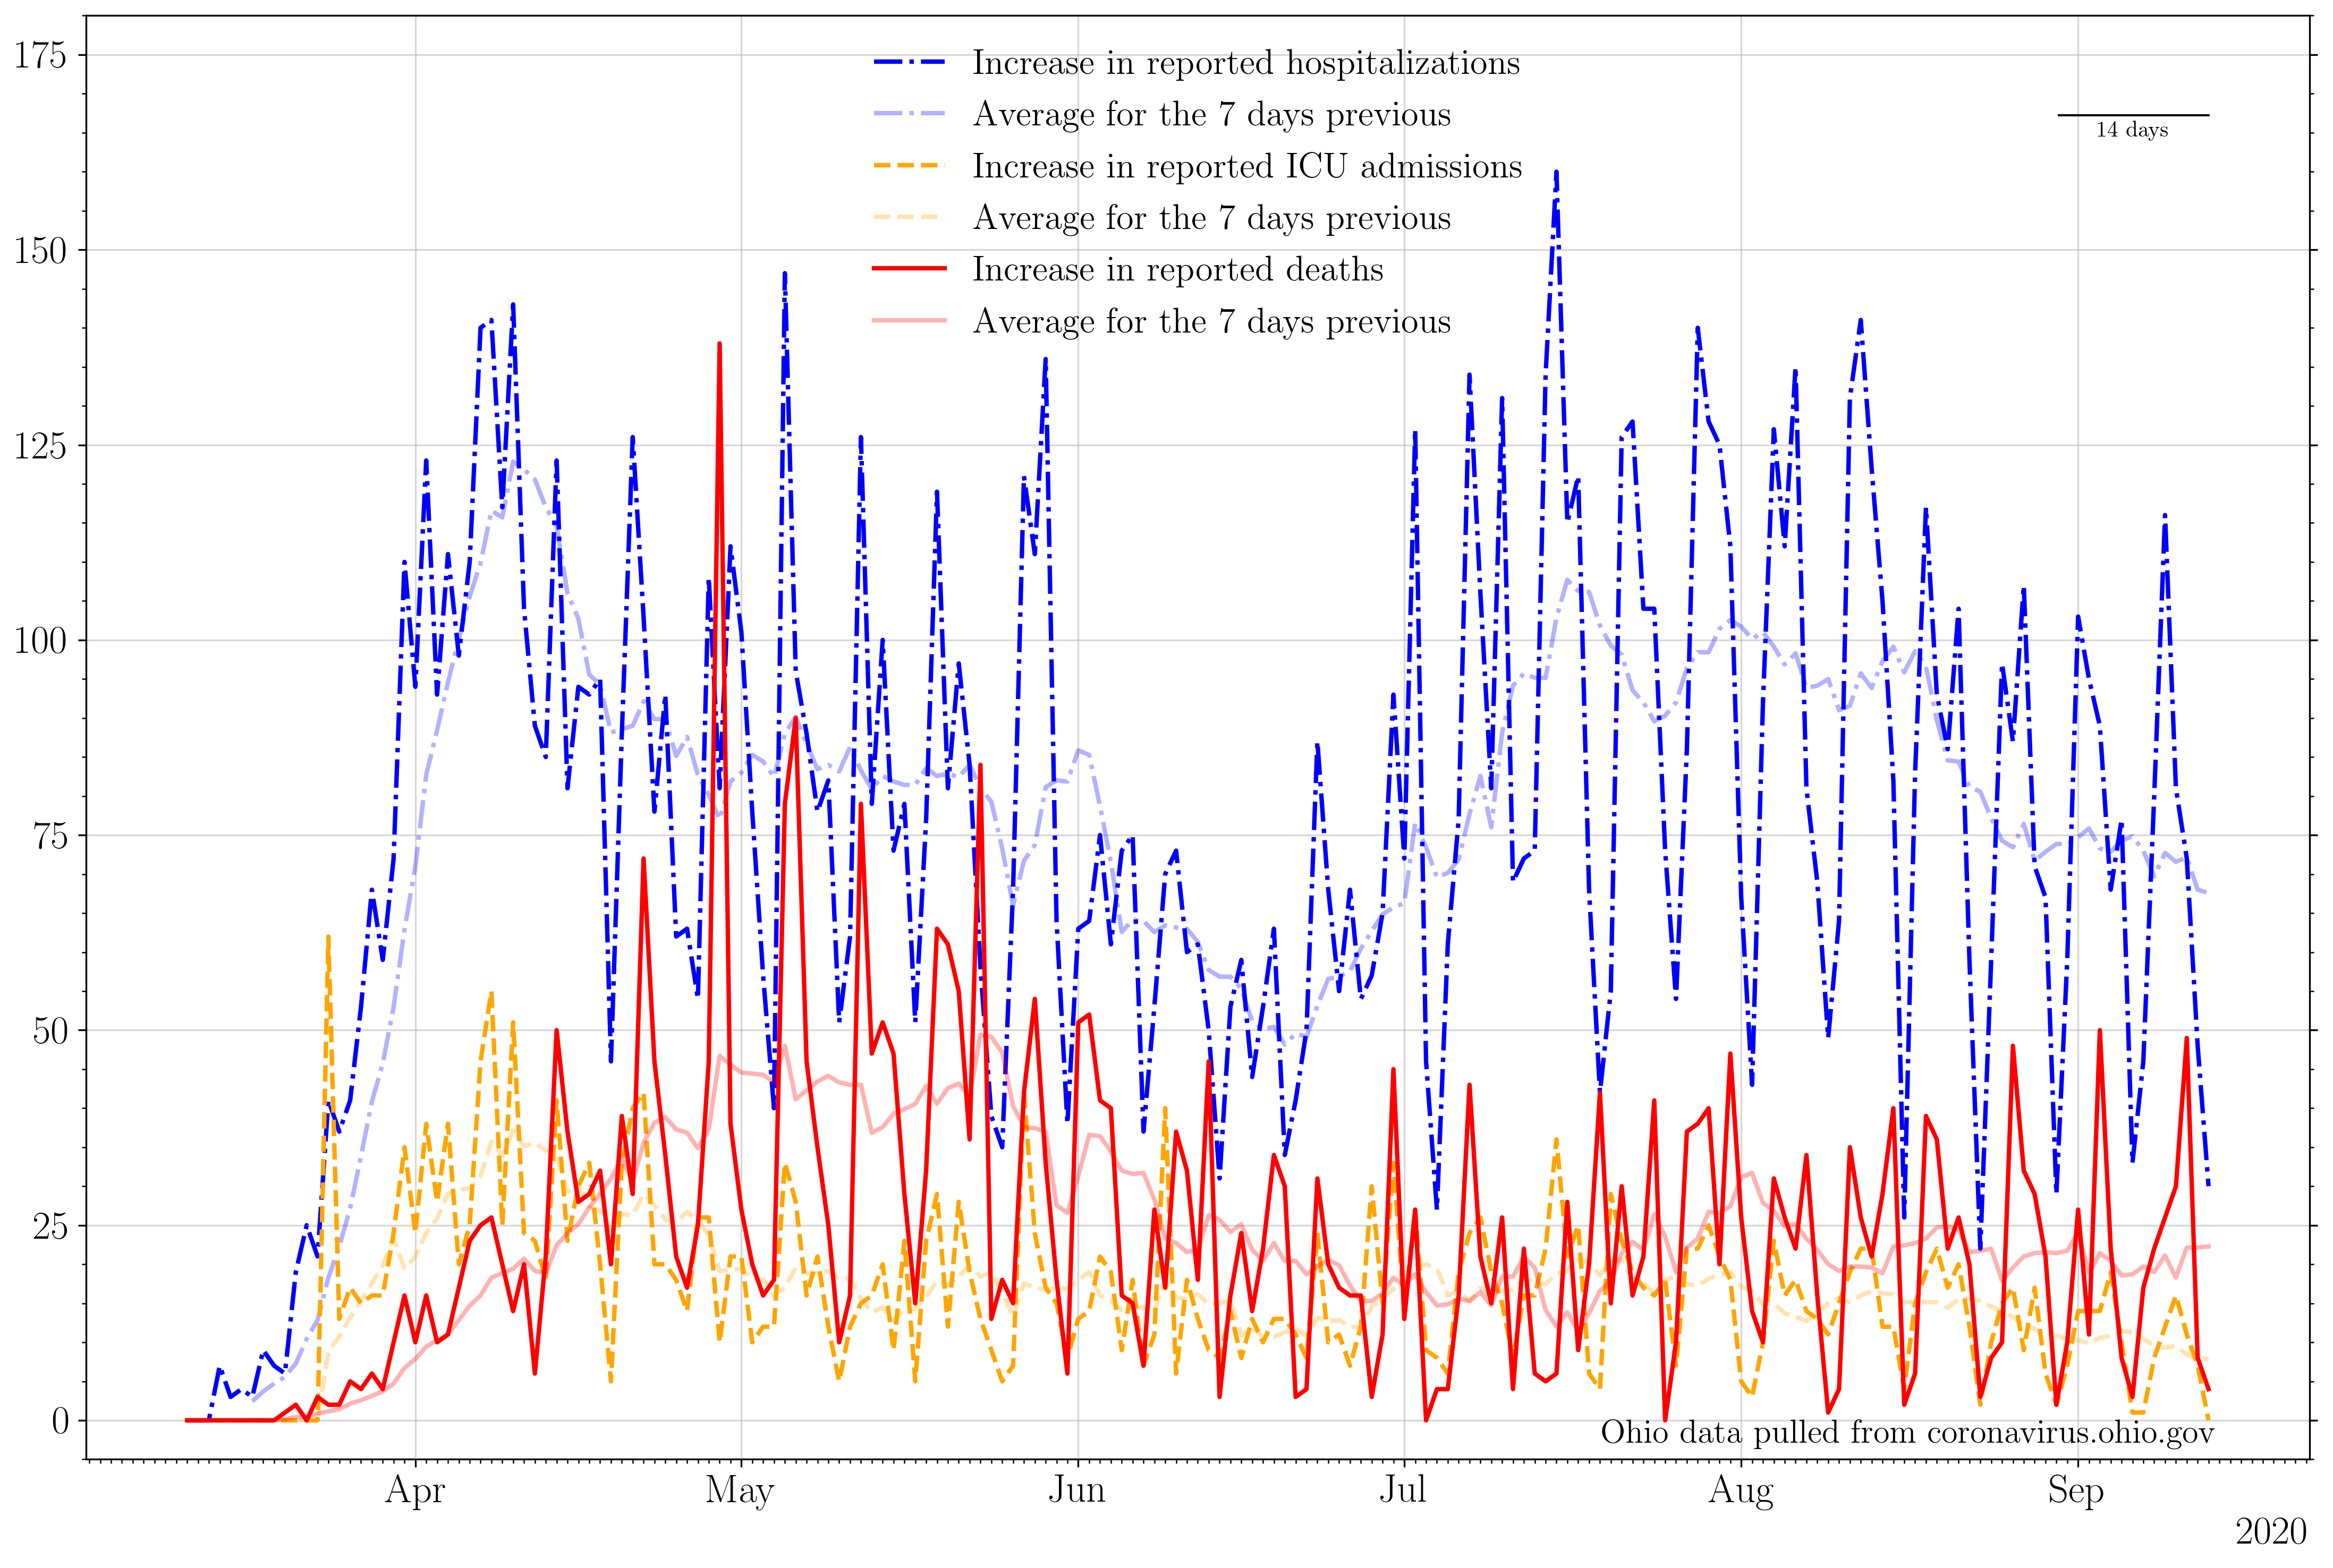 175
150
125
100
75
50
25
0
Increase in reported hospitalizations
Average for the 7 days previous
Increase in reported ICU admissions
Average for the 7 days previous
Increase in reported deaths
Average for the 7 days previous
14 days
Ohio data pulled from coronavirus.ohio.gov
Apr May Jun Jul Aug Sep
2020